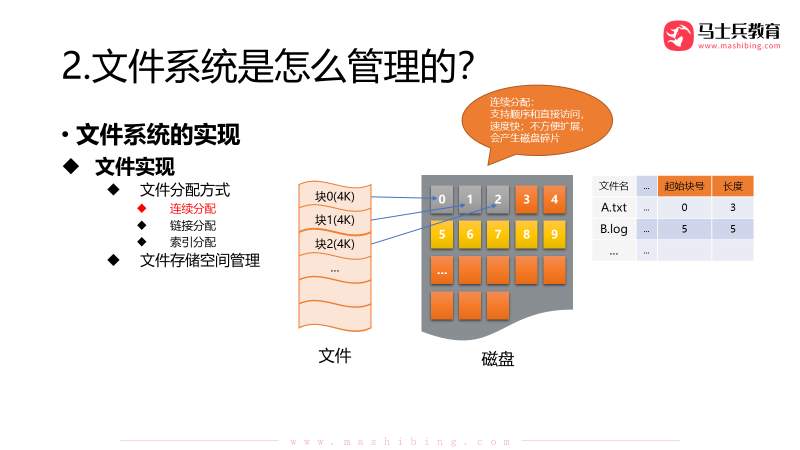 马士兵教育
www.mashibing.com
2.文件系统是怎么管理的?
连续分配：
支持顺序和直接访问，
速度快；不方便扩展，
会产生磁盘碎片
• 文件系统的实现
◆ 文件实现
◆ 文件分配方式
◆ 连续分配
◆ 链接分配
◆ 索引分配
◆ 文件存储空间管理
块0(4K)
块1(4K)
块2(4K)
...
文件
0 1 2 3 4
5 6 7 8 9
...
磁盘
文件名 ... 起始块号 长度
A.txt ... 0 3
B.log ... 5 5
... ...
www.mashibing.com